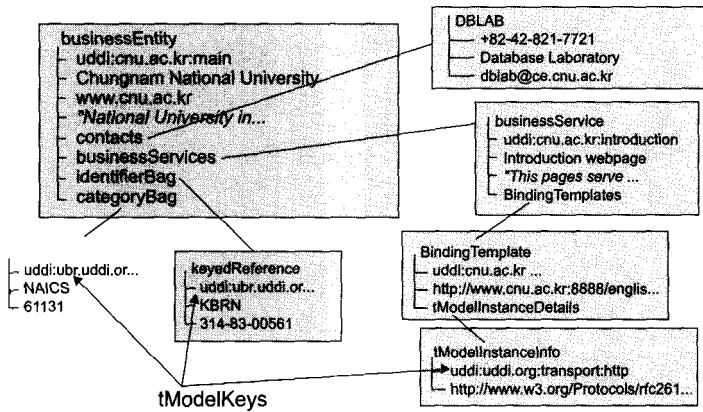 businessEntity
uddi:cnu.ac.kr:main
Chungnam National University
www.cnu.ac.kr
"National University in...
contacts
businessServices
identifierBag
categoryBag
DBLAB
+82-42-821-7721
Database Laboratory
dblab@ce.cnu.ac.kr
businessService
uddi:cnu.ac.kr:introduction
Introduction webpage
"This pages serve ...
BindingTemplates
uddi:ubr.uddi.or...
NAICS
61131
keyedReference
uddi:ubr.uddi.or...
KBRN
314-83-00561
BindingTemplate
uddi:cnu.ac.kr ...
http://www.cnu.ac.kr:8888/englis...
tModelInstanceDetails
tModelInstanceInfo
uddi:uddi.org:transport:http
http://www.w3.org/Protocols/rfc261...
tModelKeys